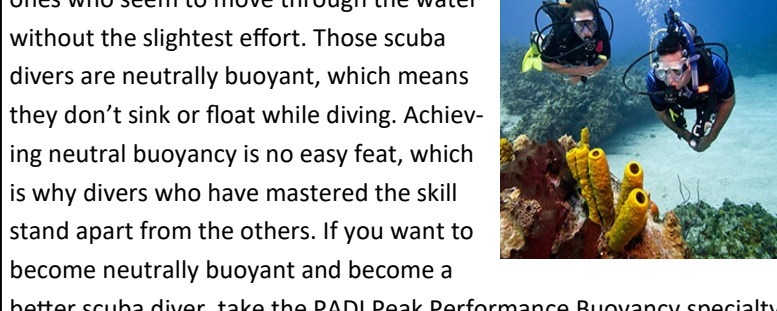 ones who seem to move through the water
without the slightest effort. Those scuba
divers are neutrally buoyant, which means
they don’t sink or float while diving. Achiev-
ing neutral buoyancy is no easy feat, which
is why divers who have mastered the skill
stand apart from the others. If you want to
become neutrally buoyant and become a
better scuba diver, take the PADI Peak Performance Buoyancy specialty